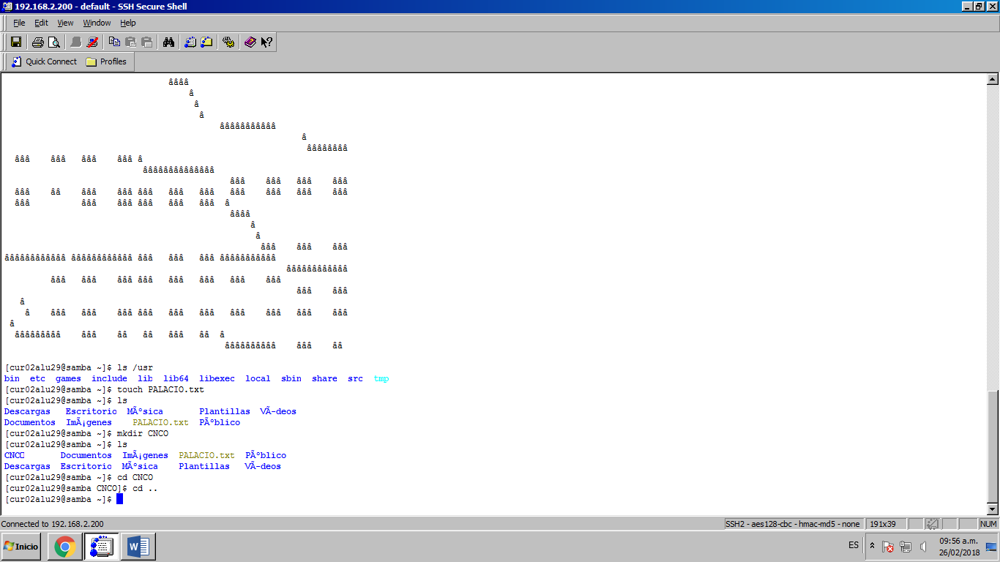 192.168.2.200 - default - SSH Secure Shell
File Edit View Window Help
Quick Connect Profiles
ââââ
â
â
â
âââââââââââ
â
ââââââââ
âââ âââ âââ âââ â
ââââââââââââââ
âââ âââ âââ âââ
âââ ââ âââ âââ âââ âââ âââ âââ âââ âââ âââ
âââ âââ âââ âââ âââ âââ â
ââââ
â
â
âââ âââ âââ
ââââââââââââ ââââââââââââ âââ âââ âââ âââââââââââ
ââââââââââââ
âââ âââ âââ âââ âââ âââ âââ âââ
âââ âââ
â
â âââ âââ âââ âââ âââ âââ âââ âââ âââ âââ
â
âââââââââ âââ ââ ââ âââ ââ â
ââââââââââ âââ ââ
[cur02alu29@samba ~]$ ls /usr
bin etc games include lib lib64 libexec local sbin share src tmp
[cur02alu29@samba ~]$ touch PALACIO.txt
[cur02alu29@samba ~]$ ls
Descargas Escritorio MÃºsica Plantillas VÃ-deos
Documentos ImÃ¡genes PALACIO.txt PÃºblico
[cur02alu29@samba ~]$ mkdir CNCO
[cur02alu29@samba ~]$ ls
CNCO Documentos ImÃ¡genes PALACIO.txt PÃºblico
Descargas Escritorio MÃºsica Plantillas VÃ-deos
[cur02alu29@samba ~]$ cd CNCO
[cur02alu29@samba CNCO]$ cd ..
[cur02alu29@samba ~]$
Connected to 192.168.2.200 SSH2 - aes128-cbc - hmac-md5 - none 191x39 NUM
Inicio ES 09:56 a.m.
26/02/2018